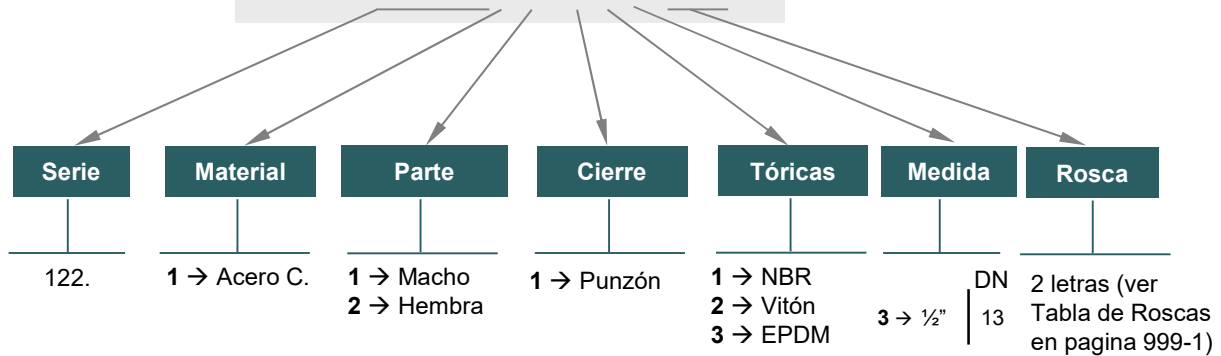 Serie
Material
Parte
Cierre
Tóricas
Medida
Rosca
122.
1 → Acero C.
1 → Macho
2 → Hembra
1 → Punzón
1 → NBR
2 → Vitón
3 → EPDM
DN
3 → ½” 13
2 letras (ver
Tabla de Roscas
en pagina 999-1)